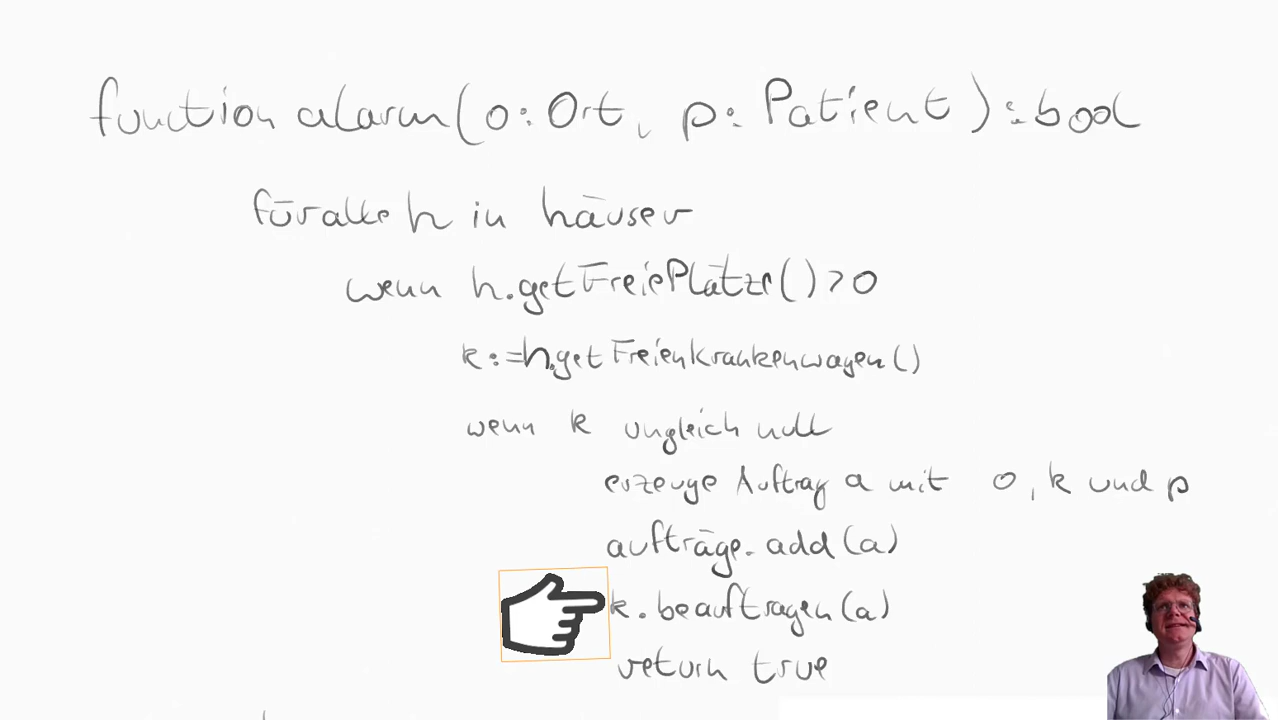 function alarm(o:Ort, p:Patient):bool
für alle h in häuser
wenn h.getFreiePlätze()>0
k:=h.getFreienKrankenwagen()
wenn k ungleich null
erzeuge Auftrag a mit o, k und p
aufträge.add(a)
k.beauftragen(a)
return true